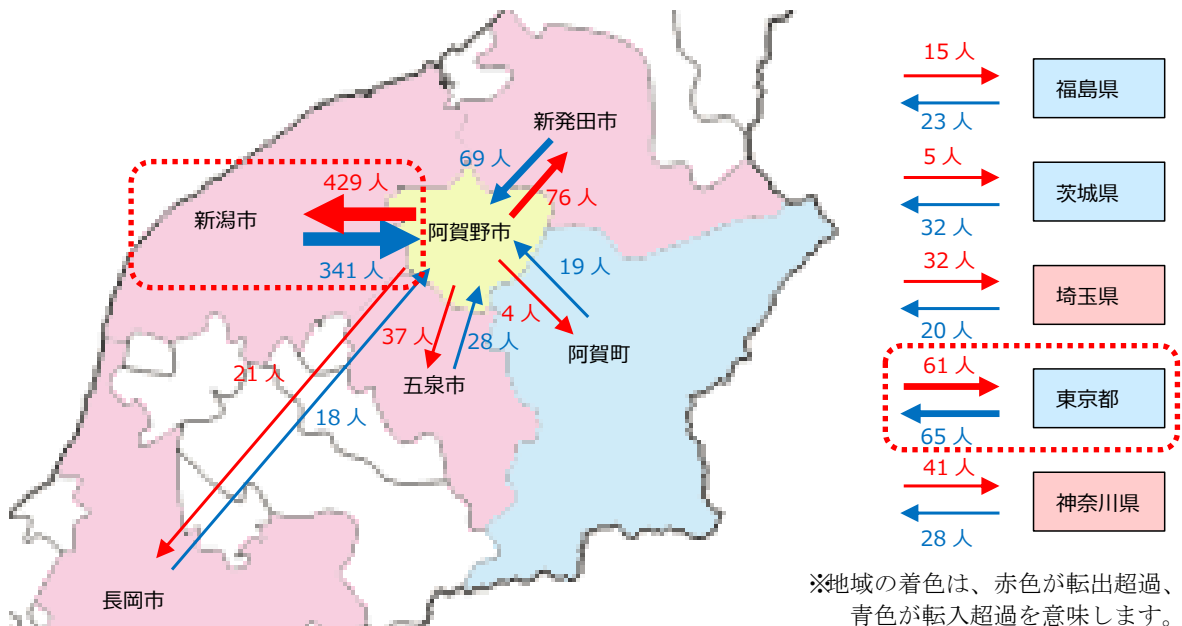 新発田市
69 人
76 人
429 人
新潟市
341 人
阿賀野市
19 人
4 人
阿賀町
37 人
28 人
五泉市
21 人
18 人
長岡市
15 人
福島県
23 人
5 人
茨城県
32 人
32 人
埼玉県
20 人
61 人
東京都
65 人
41 人
神奈川県
28 人
※地域の着色は、赤色が転出超過、
青色が転入超過を意味します。